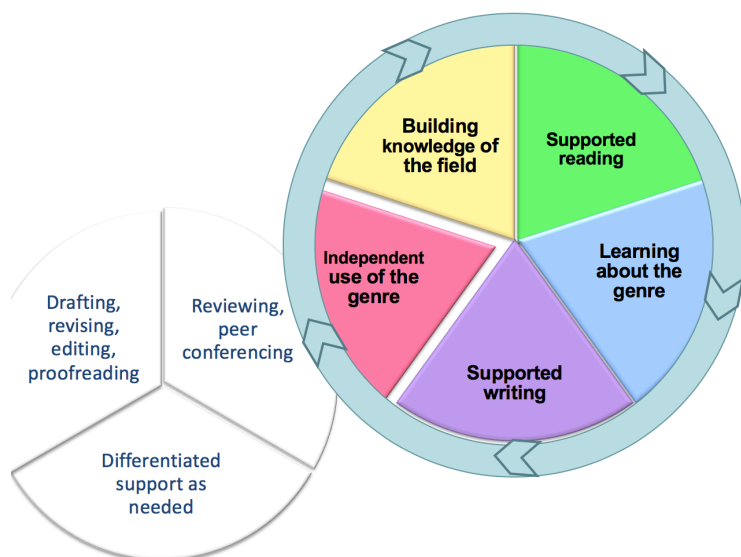 Building
knowledge of
the field
Supported
reading
Learning
about the
genre
Supported
writing
Independent
use of the
genre
Drafting,
revising,
editing,
proofreading
Reviewing,
peer
conferencing
Differentiated
support as
needed